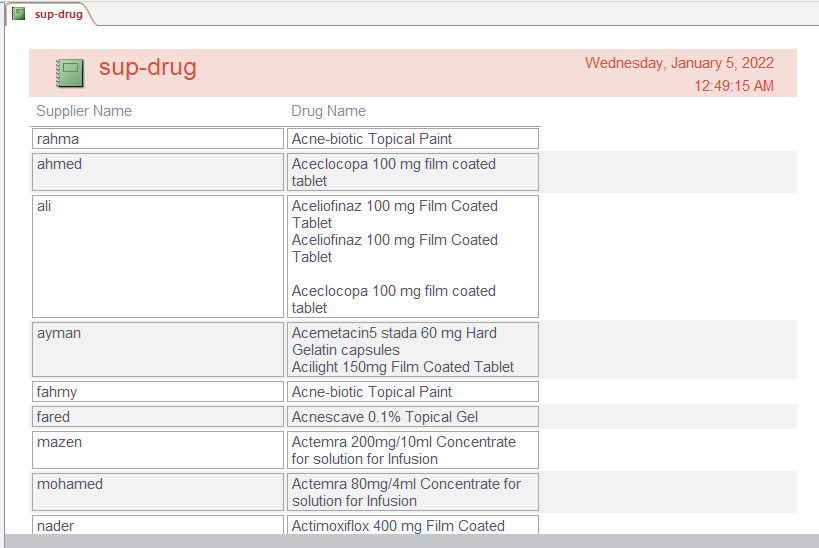 sup-drug
sup-drug
Wednesday, January 5, 2022
12:49:15 AM
Supplier Name Drug Name
rahma Acne-biotic Topical Paint
ahmed Aceclocopa 100 mg film coated
tablet
ali Aceliofinaz 100 mg Film Coated
Tablet
Aceliofinaz 100 mg Film Coated
Tablet
Aceclocopa 100 mg film coated
tablet
ayman Acemetacin5 stada 60 mg Hard
Gelatin capsules
Acilight 150mg Film Coated Tablet
fahmy Acne-biotic Topical Paint
fared Acnescave 0.1% Topical Gel
mazen Actemra 200mg/10ml Concentrate
for solution for Infusion
mohamed Actemra 80mg/4ml Concentrate for
solution for Infusion
nader Actimoxiflox 400 mg Film Coated